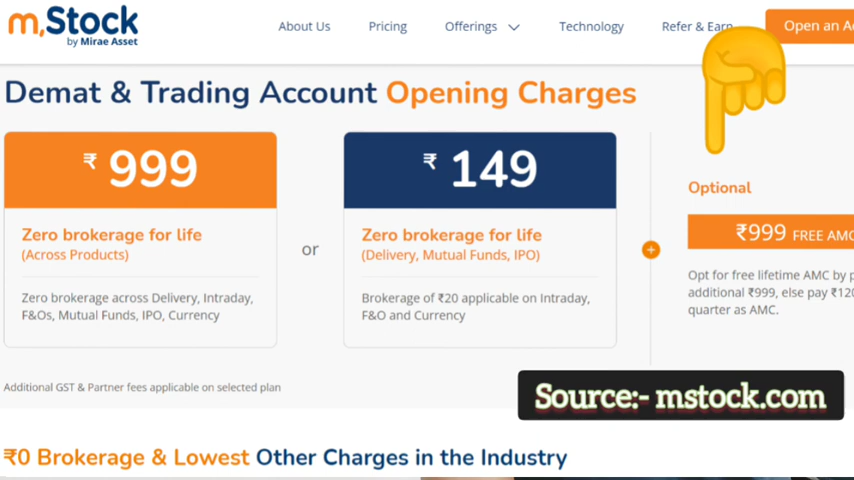 m.Stock
by Mirae Asset
About Us
Pricing
Offerings
Technology
Refer & Earn
Open an
Demat & Trading Account Opening Charges
₹ 999
Zero brokerage for life
(Across Products)
Zero brokerage across Delivery, Intraday,
F&Os, Mutual Funds, IPO, Currency
or
₹ 149
Zero brokerage for life
(Delivery, Mutual Funds, IPO)
Brokerage of ₹20 applicable on Intraday,
F&O and Currency
+
Optional
₹999 FREE AMC
Opt for free lifetime AMC by
additional ₹999, else pay ₹120
quarter as AMC.
Additional GST & Partner fees applicable on selected plan
Source:- mstock.com
₹0 Brokerage & Lowest Other Charges in the Industry